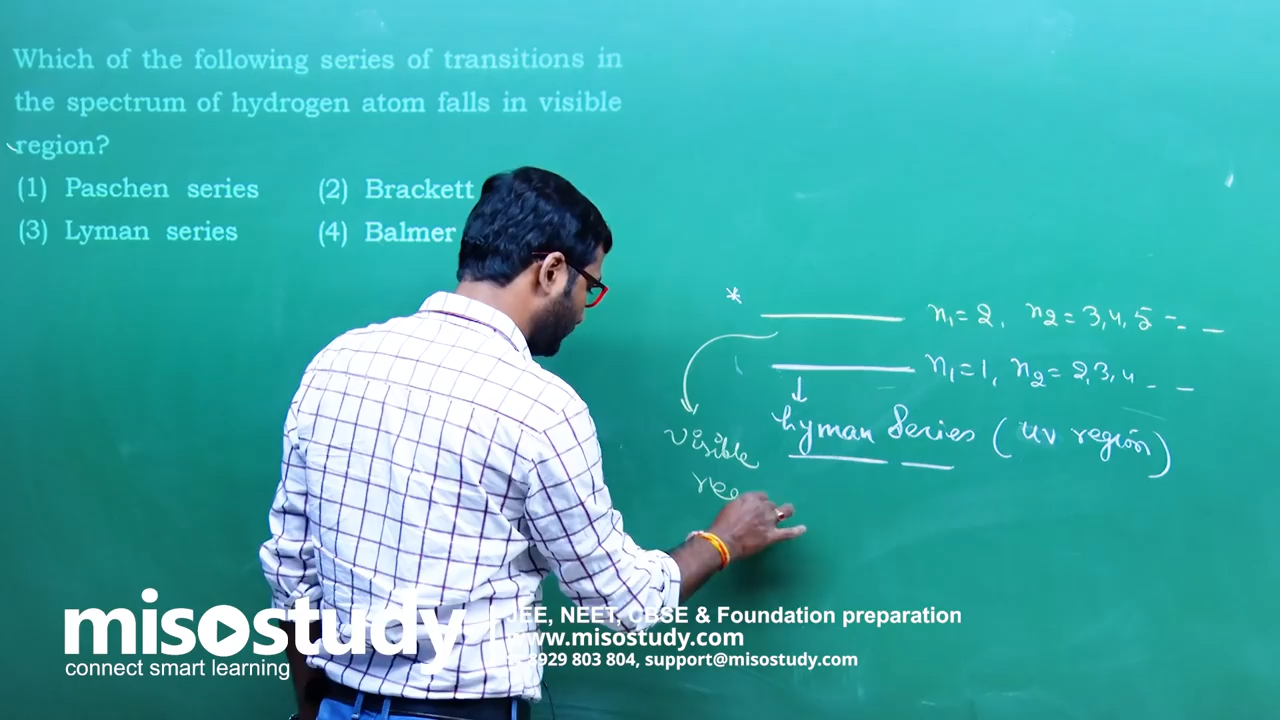 Which of the following series of transitions in
the spectrum of hydrogen atom falls in visible
region?
(1) Paschen series (2) Brackett
(3) Lyman series (4) Balmer
* n₁ = 2, n₂ = 3, 4, 5 - - -
n₁ = 1, n₂ = 2, 3, 4 - -
Lyman Series (UV region)
visible
misostudy
connect smart learning
JEE, NEET, CBSE & Foundation preparation
www.misostudy.com
8929 803 804, support@misostudy.com